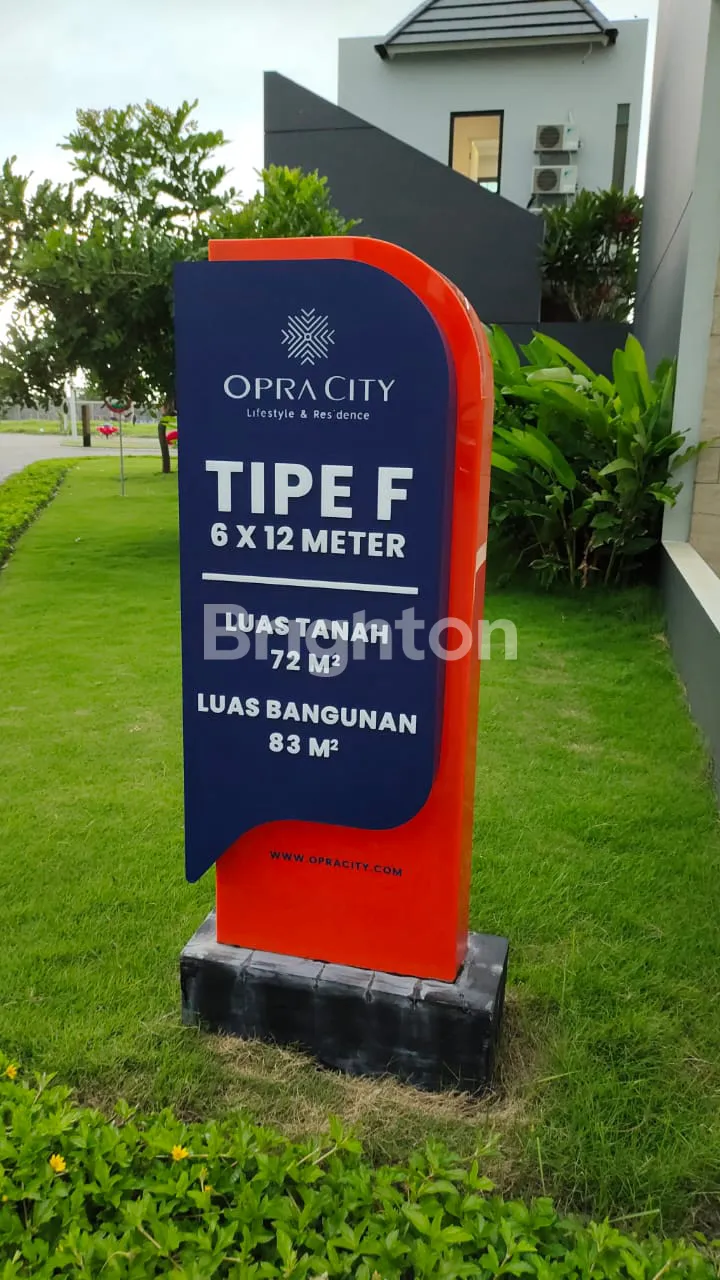 OPRA CITY
Lifestyle & Residence
TIPE F
6 X 12 METER
LUAS TANAH
72 M²
Brighton
LUAS BANGUNAN
83 M²
WWW.OPRACITY.COM